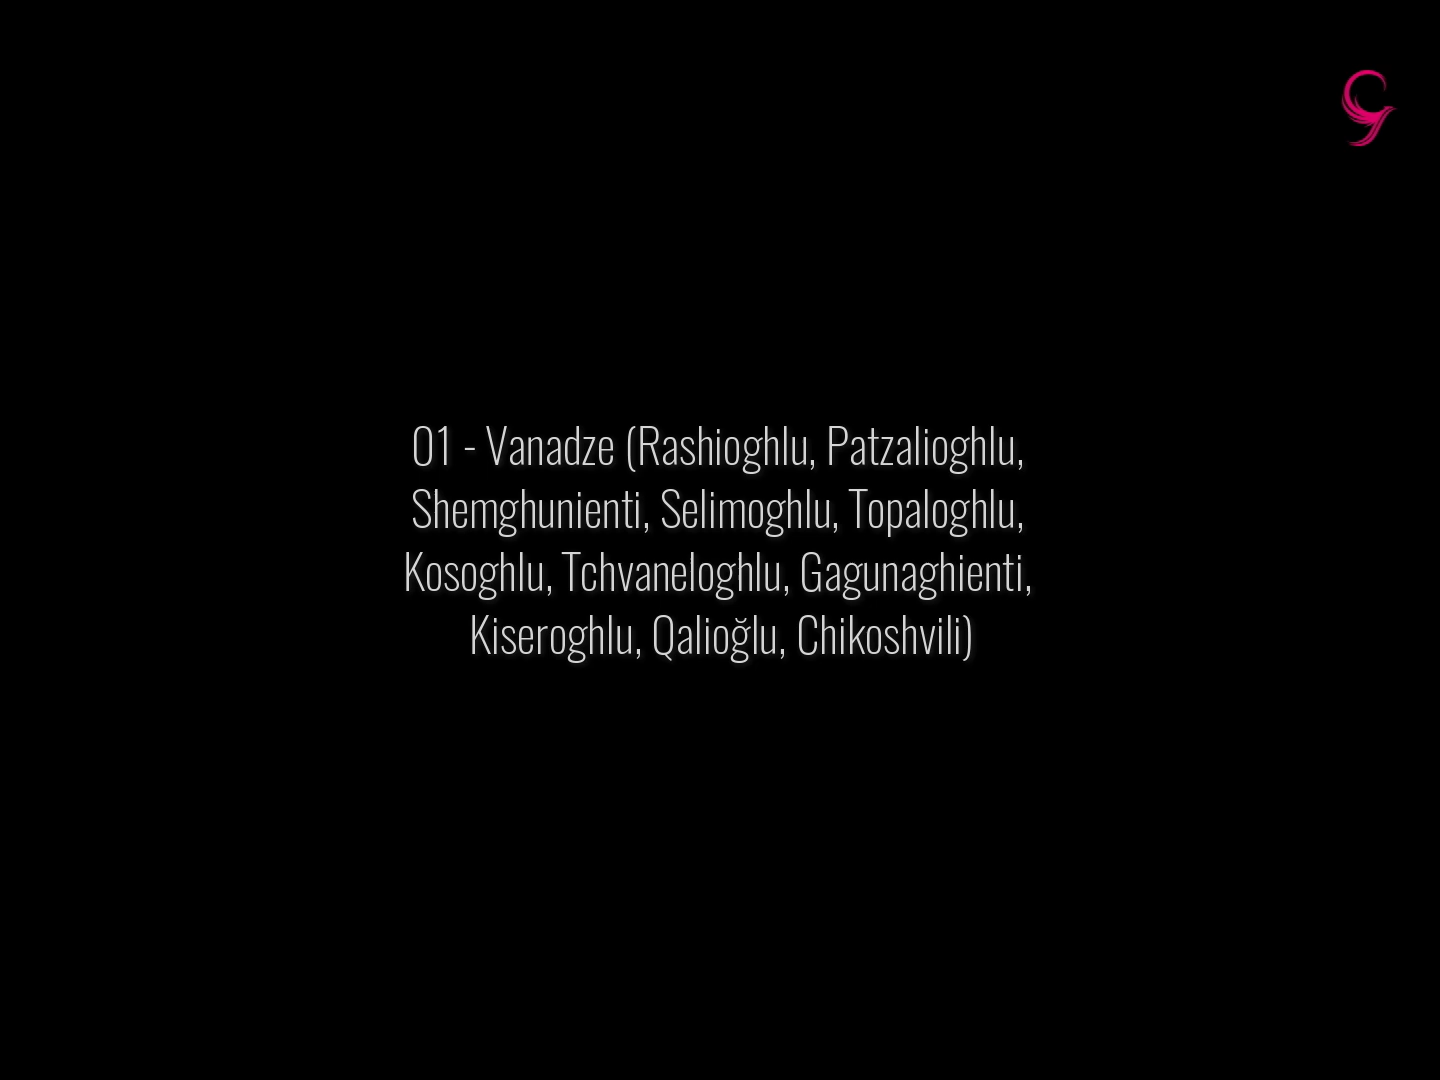 01 - Vanadze (Rashioghlu, Patzalioghlu,
Shemghunienti, Selimoghlu, Topaloghlu,
Kosoghlu, Tchvaneloghlu, Gagunaghienti,
Kiseroghlu, Qalioğlu, Chikoshvili)